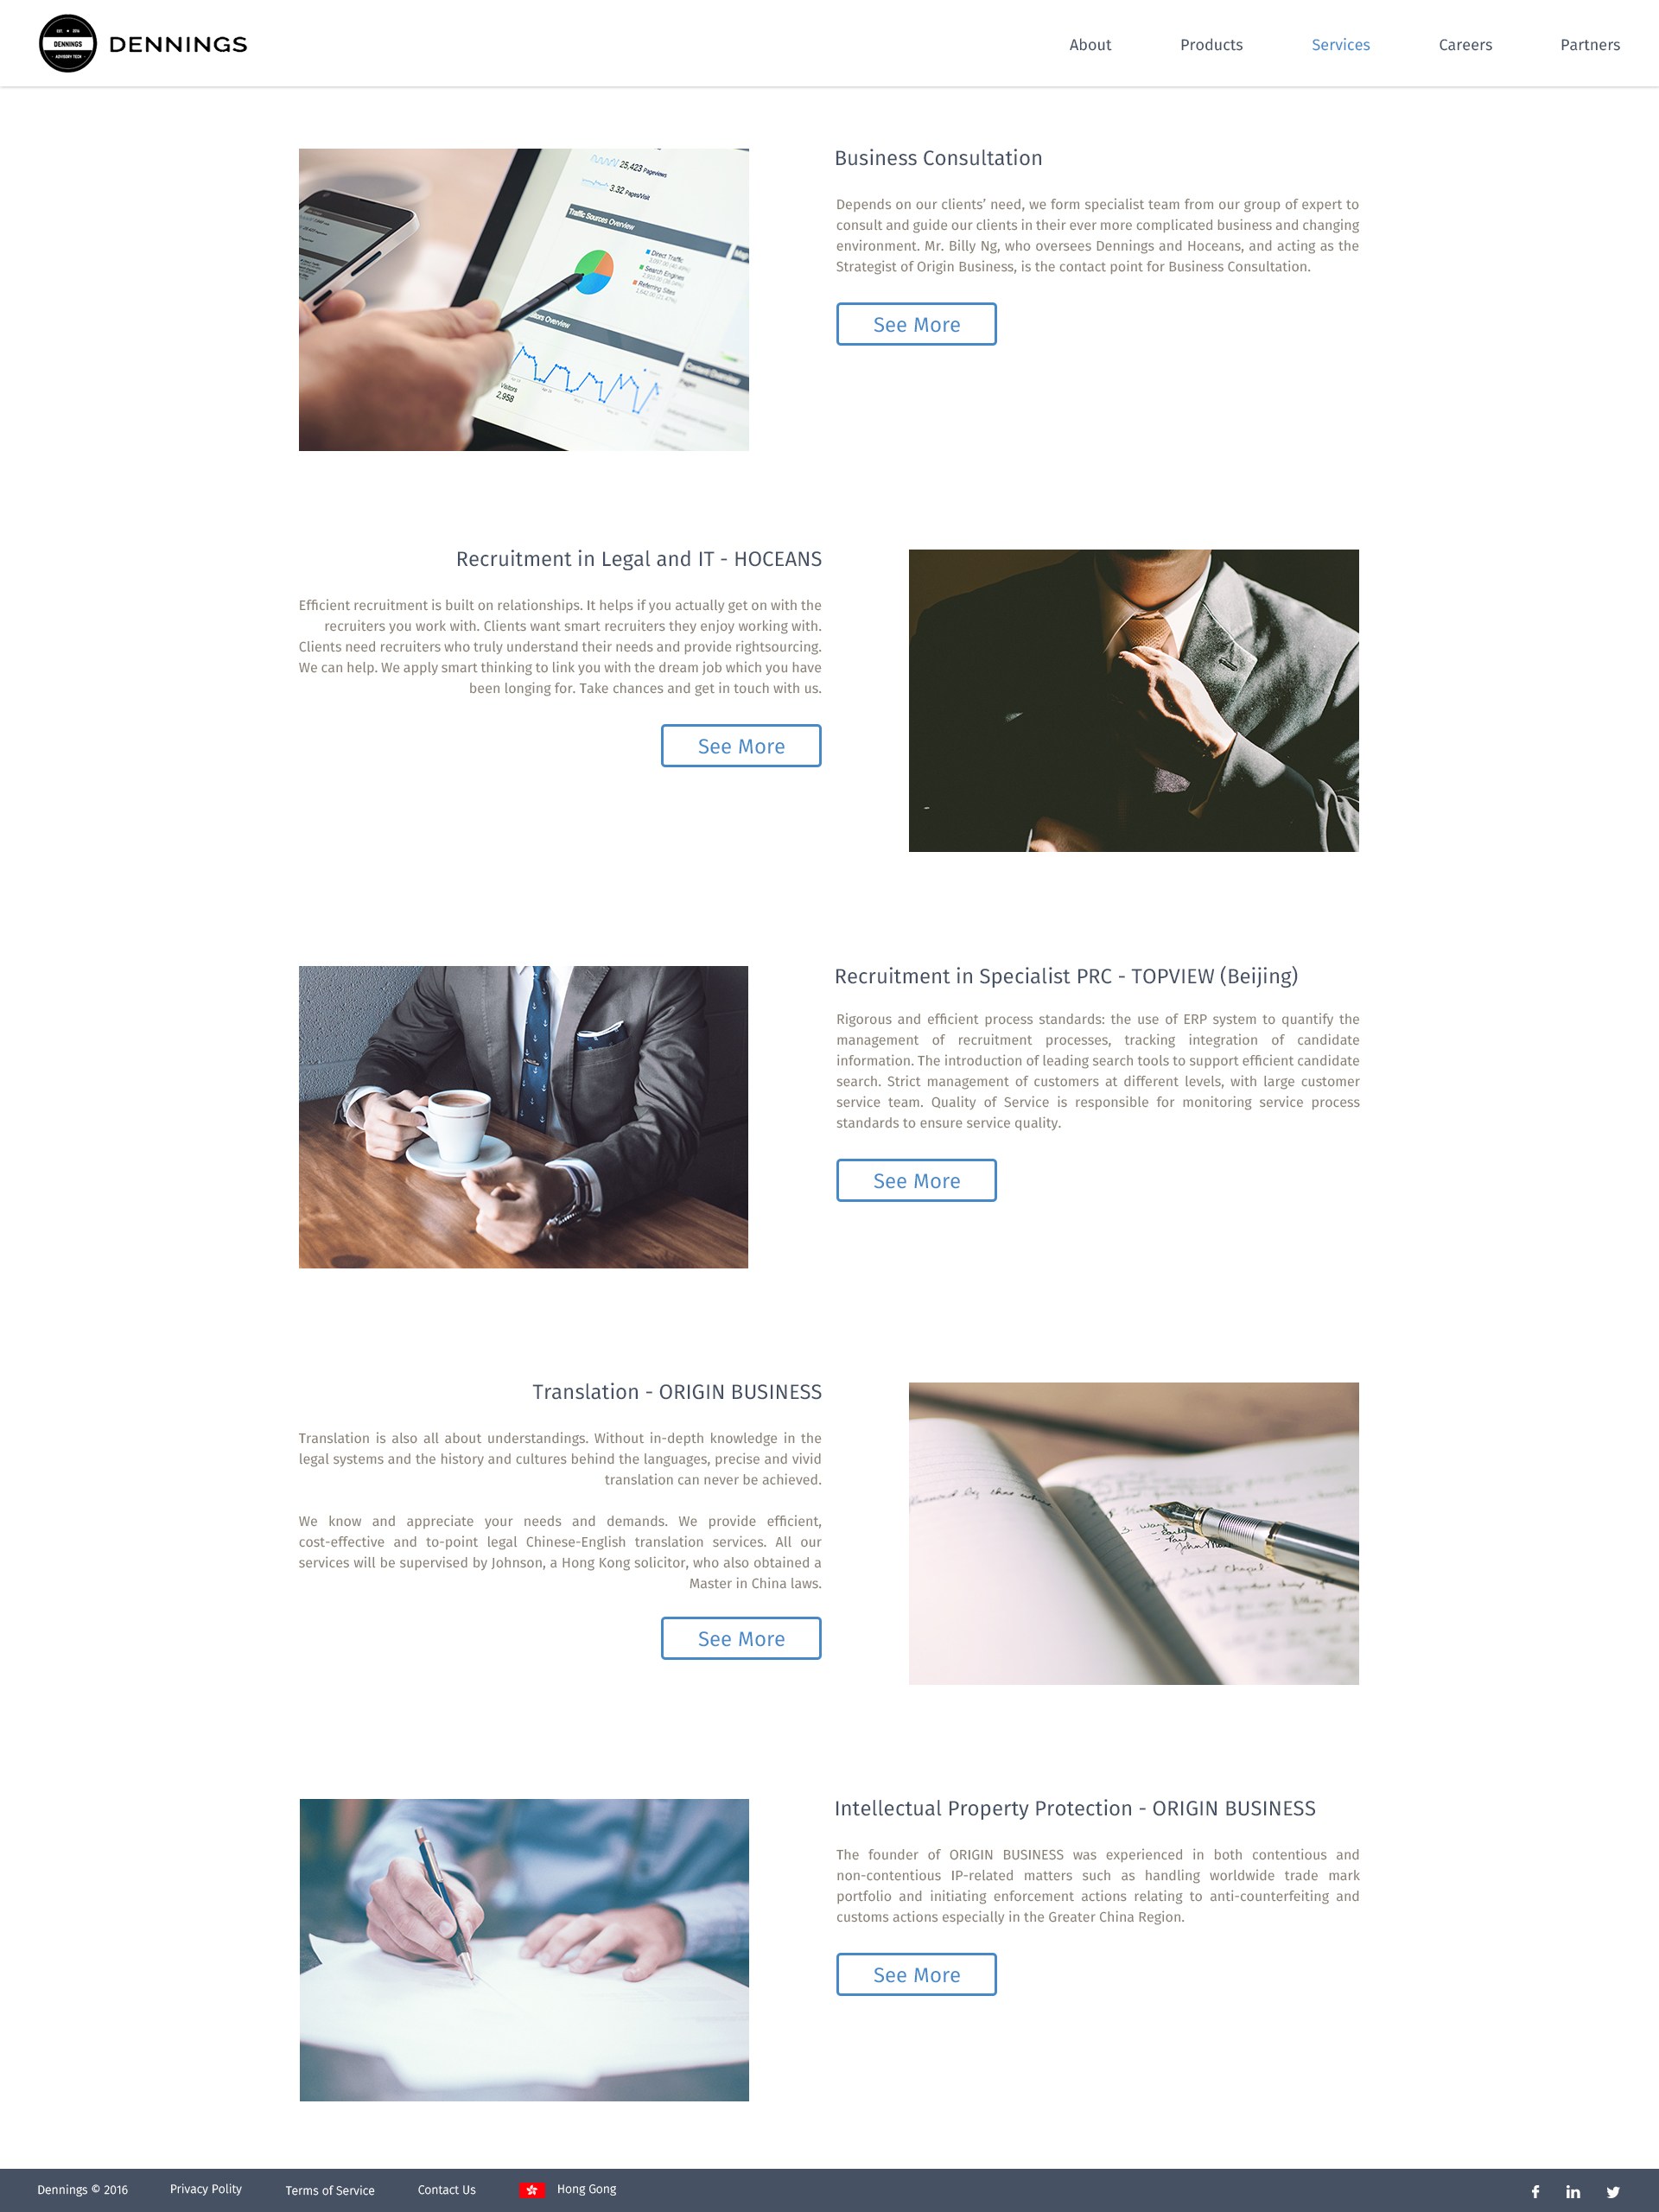 EST. 2016
DENNINGS
ADVISORY TECH
DENNINGS
About
Products
Services
Careers
Partners
25,423 Pageviews
3.32 Pages/Visit
Traffic Sources Overview
Direct Traffic
Search Engines
Referring Sites
Visitors
2,958
Content Overview
Pages
Business Consultation
Depends on our clients’ need, we form specialist team from our group of expert to
consult and guide our clients in their ever more complicated business and changing
environment. Mr. Billy Ng, who oversees Dennings and Hoceans, and acting as the
Strategist of Origin Business, is the contact point for Business Consultation.
See More
Recruitment in Legal and IT - HOCEANS
Efficient recruitment is built on relationships. It helps if you actually get on with the
recruiters you work with. Clients want smart recruiters they enjoy working with.
Clients need recruiters who truly understand their needs and provide rightsourcing.
We can help. We apply smart thinking to link you with the dream job which you have
been longing for. Take chances and get in touch with us.
See More
Recruitment in Specialist PRC - TOPVIEW (Beijing)
Rigorous and efficient process standards: the use of ERP system to quantify the
management of recruitment processes, tracking integration of candidate
information. The introduction of leading search tools to support efficient candidate
search. Strict management of customers at different levels, with large customer
service team. Quality of Service is responsible for monitoring service process
standards to ensure service quality.
See More
Translation - ORIGIN BUSINESS
Translation is also all about understandings. Without in-depth knowledge in the
legal systems and the history and cultures behind the languages, precise and vivid
translation can never be achieved.
We know and appreciate your needs and demands. We provide efficient,
cost-effective and to-point legal Chinese-English translation services. All our
services will be supervised by Johnson, a Hong Kong solicitor, who also obtained a
Master in China laws.
See More
Intellectual Property Protection - ORIGIN BUSINESS
The founder of ORIGIN BUSINESS was experienced in both contentious and
non-contentious IP-related matters such as handling worldwide trade mark
portfolio and initiating enforcement actions relating to anti-counterfeiting and
customs actions especially in the Greater China Region.
See More
Dennings © 2016
Privacy Polity
Terms of Service
Contact Us
Hong Gong